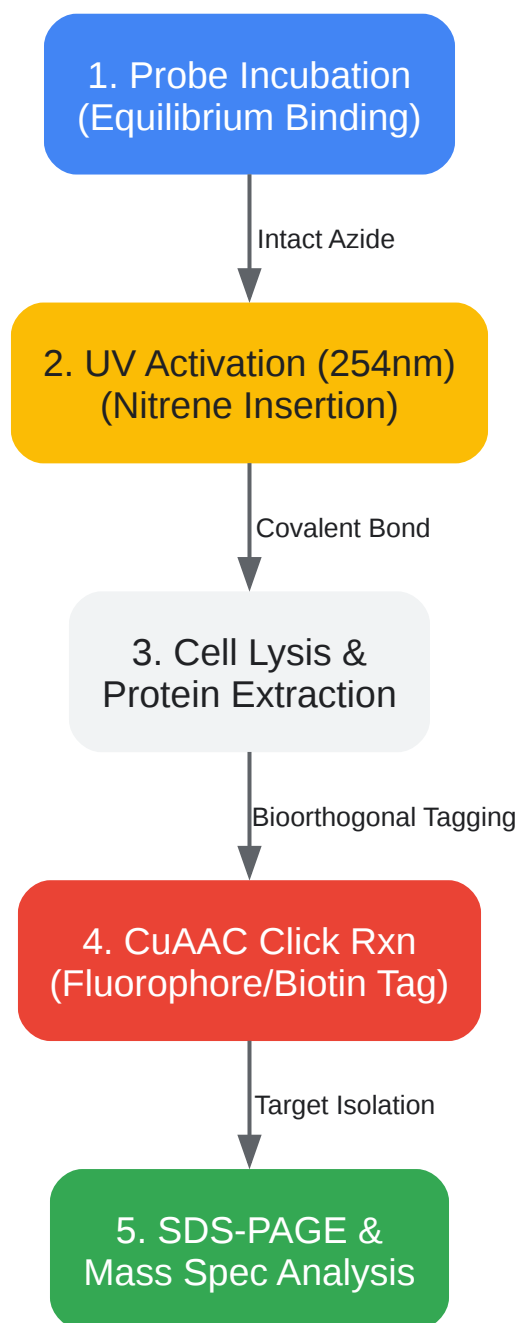 1. Probe Incubation
(Equilibrium Binding)
Intact Azide
2. UV Activation (254nm)
(Nitrene Insertion)
Covalent Bond
3. Cell Lysis &
Protein Extraction
Bioorthogonal Tagging
4. CuAAC Click Rxn
(Fluorophore/Biotin Tag)
Target Isolation
5. SDS-PAGE &
Mass Spec Analysis